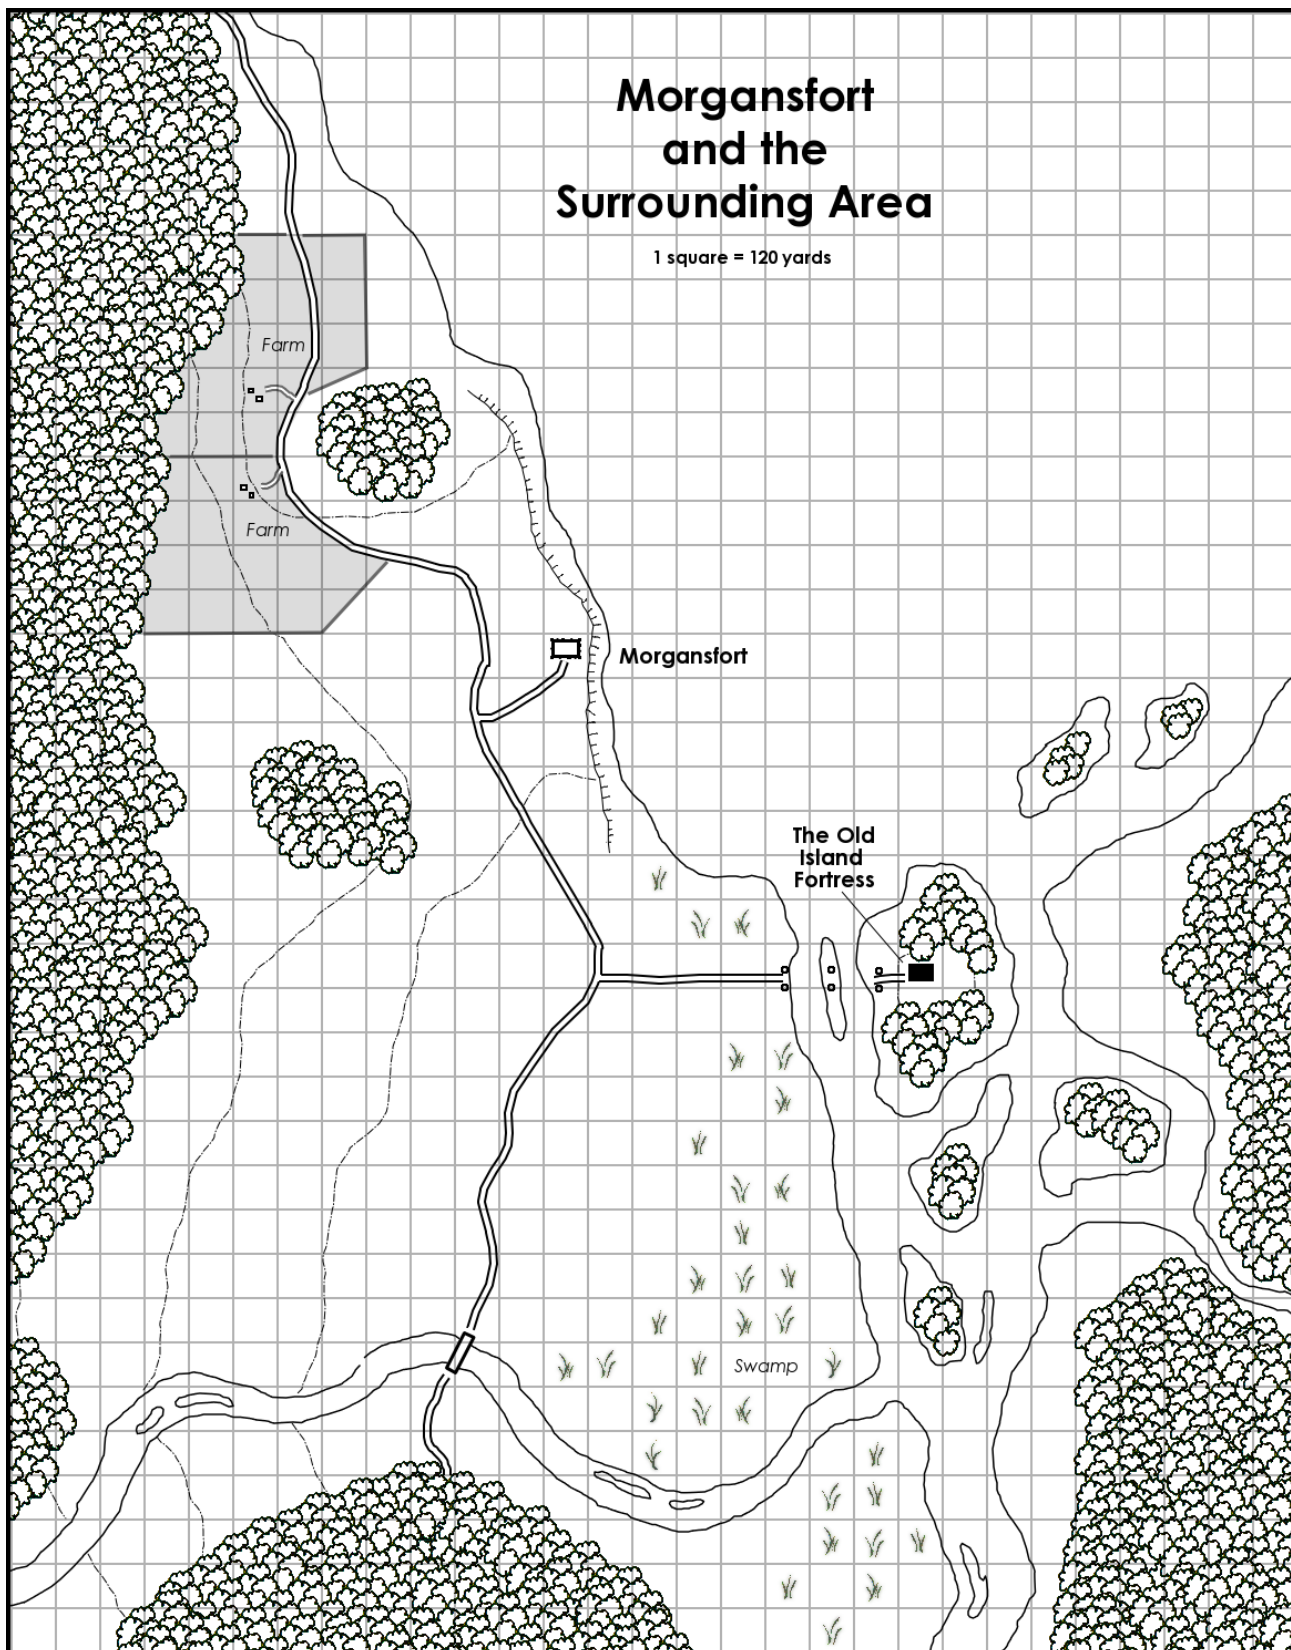 Morgansfort
and the
Surrounding Area
1 square = 120 yards
Farm
Farm
Morgansfort
The Old
Island
Fortress
Swamp